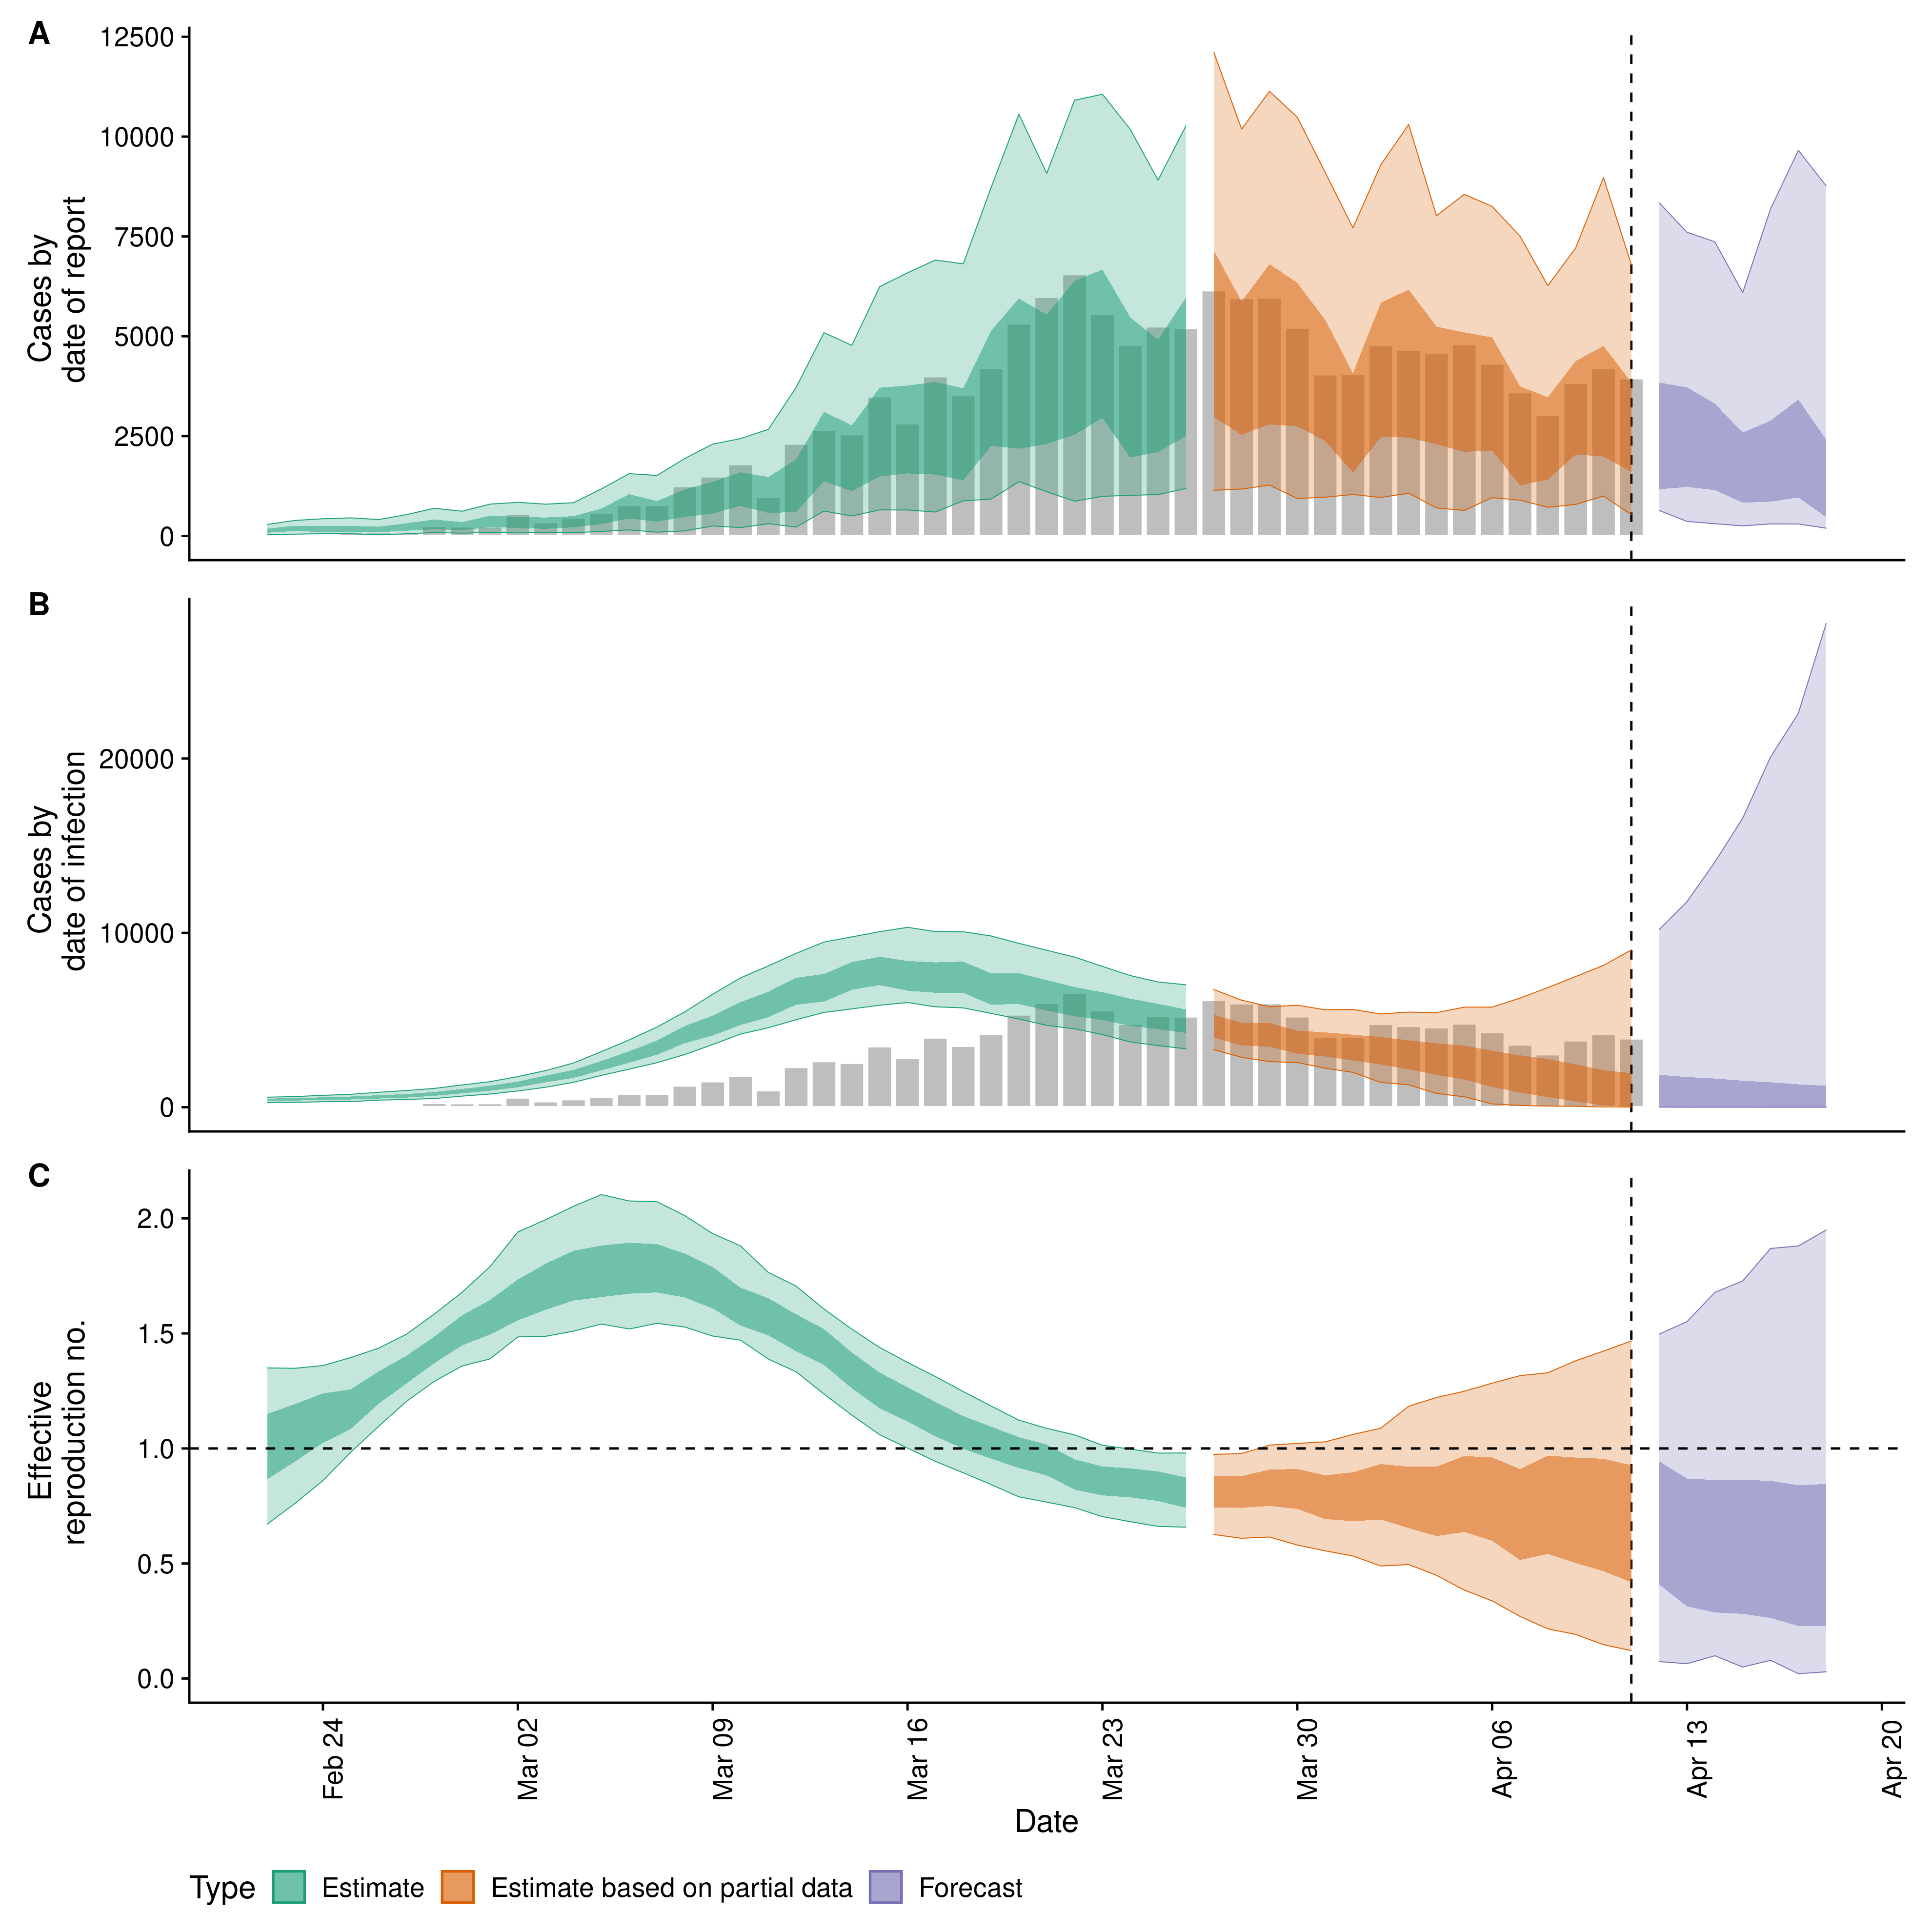 A
Cases by
date of report
12500
10000
7500
5000
2500
0
B
Cases by
date of infection
20000
10000
0
C
Effective
reproduction no.
2.0
1.5
1.0
0.5
0.0
Feb 24
Mar 02
Mar 09
Mar 16
Mar 23
Mar 30
Apr 06
Apr 13
Apr 20
Date
Type Estimate Estimate based on partial data Forecast